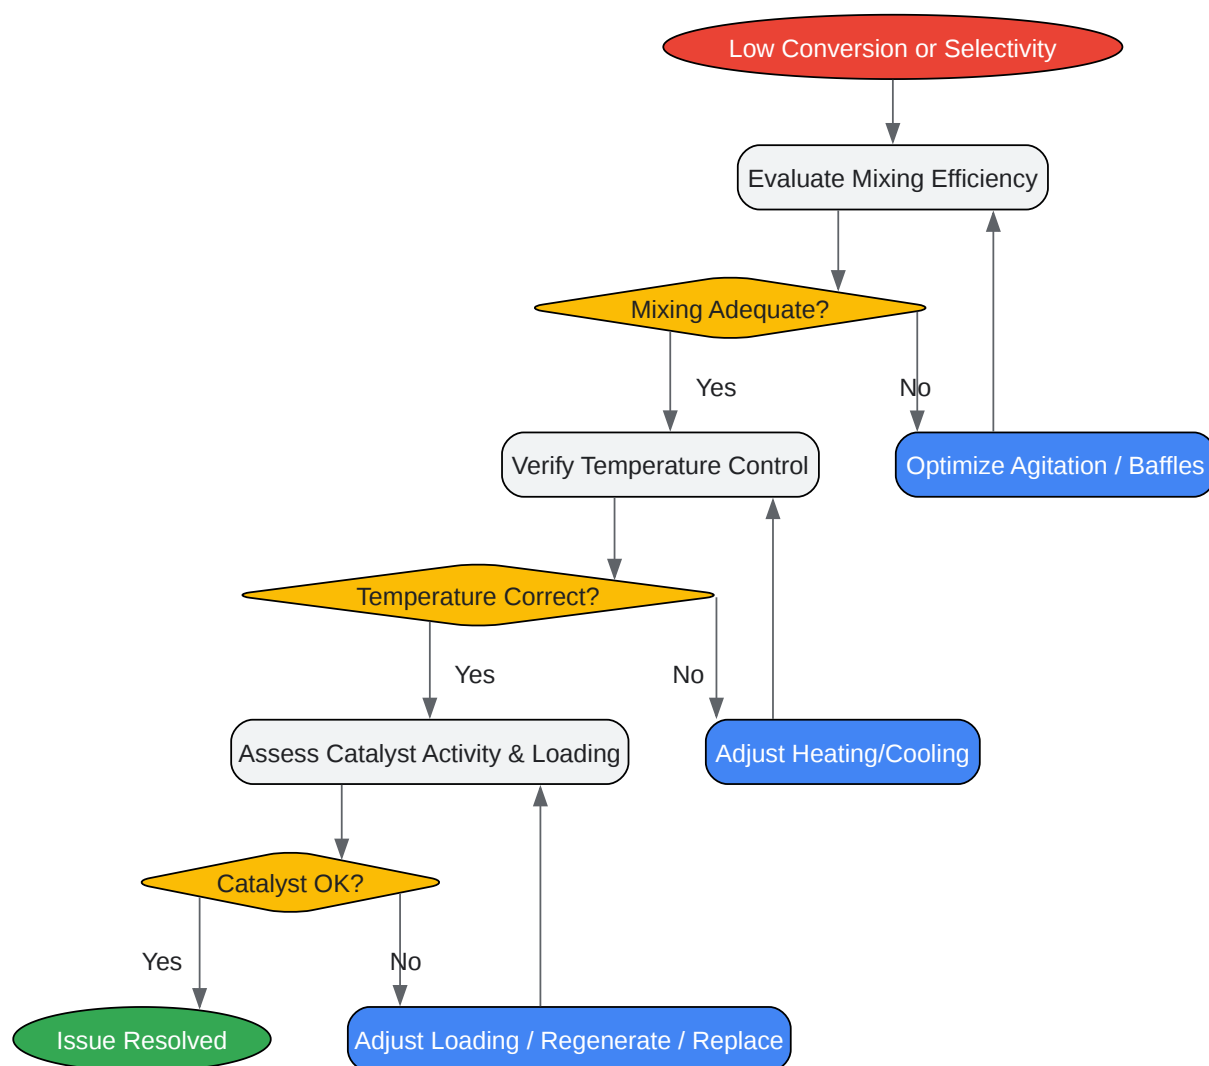 Low Conversion or Selectivity
Evaluate Mixing Efficiency
Mixing Adequate?
Yes
No
Verify Temperature Control
Optimize Agitation / Baffles
Temperature Correct?
Yes
No
Assess Catalyst Activity & Loading
Adjust Heating/Cooling
Catalyst OK?
Yes
No
Issue Resolved
Adjust Loading / Regenerate / Replace